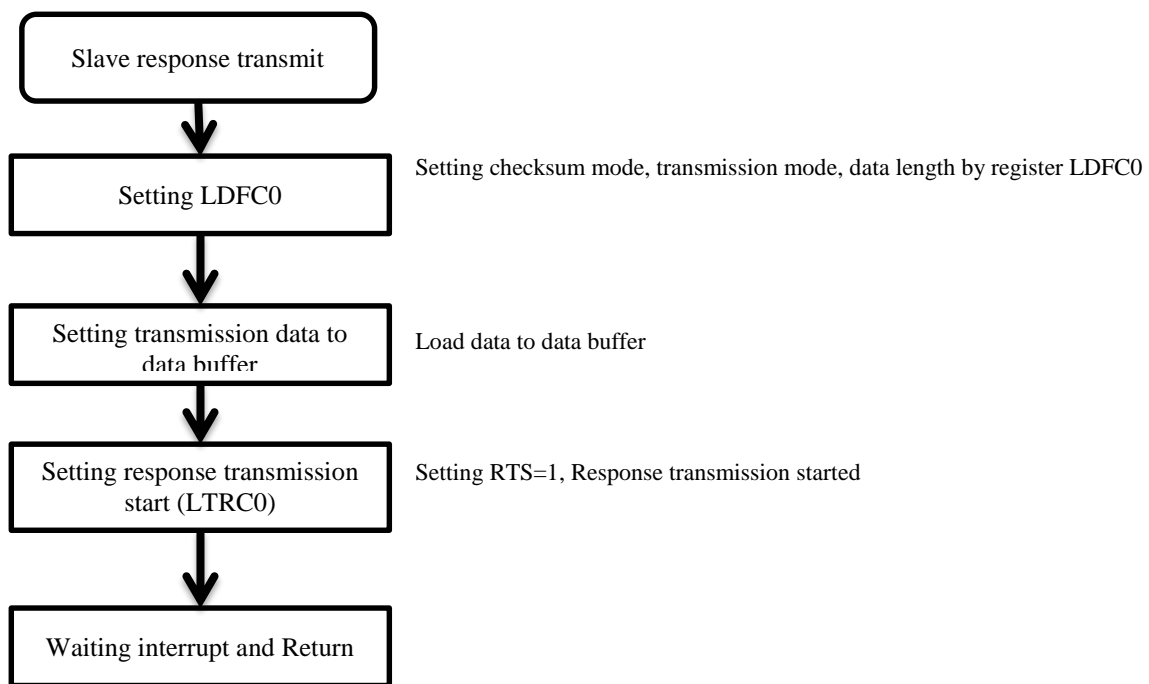 Slave response transmit
Setting LDFC0
Setting checksum mode, transmission mode, data length by register LDFC0
Setting transmission data to
data buffer
Load data to data buffer
Setting response transmission
start (LTRC0)
Setting RTS=1, Response transmission started
Waiting interrupt and Return